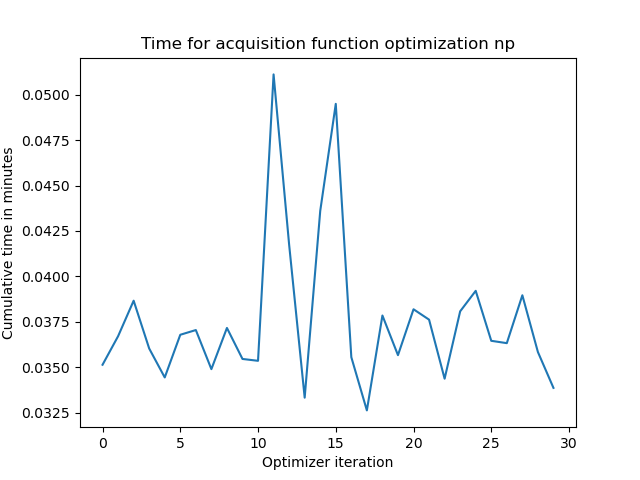 Time for acquisition function optimization np
Cumulative time in minutes
0.0500
0.0475
0.0450
0.0425
0.0400
0.0375
0.0350
0.0325
0 5 10 15 20 25 30
Optimizer iteration